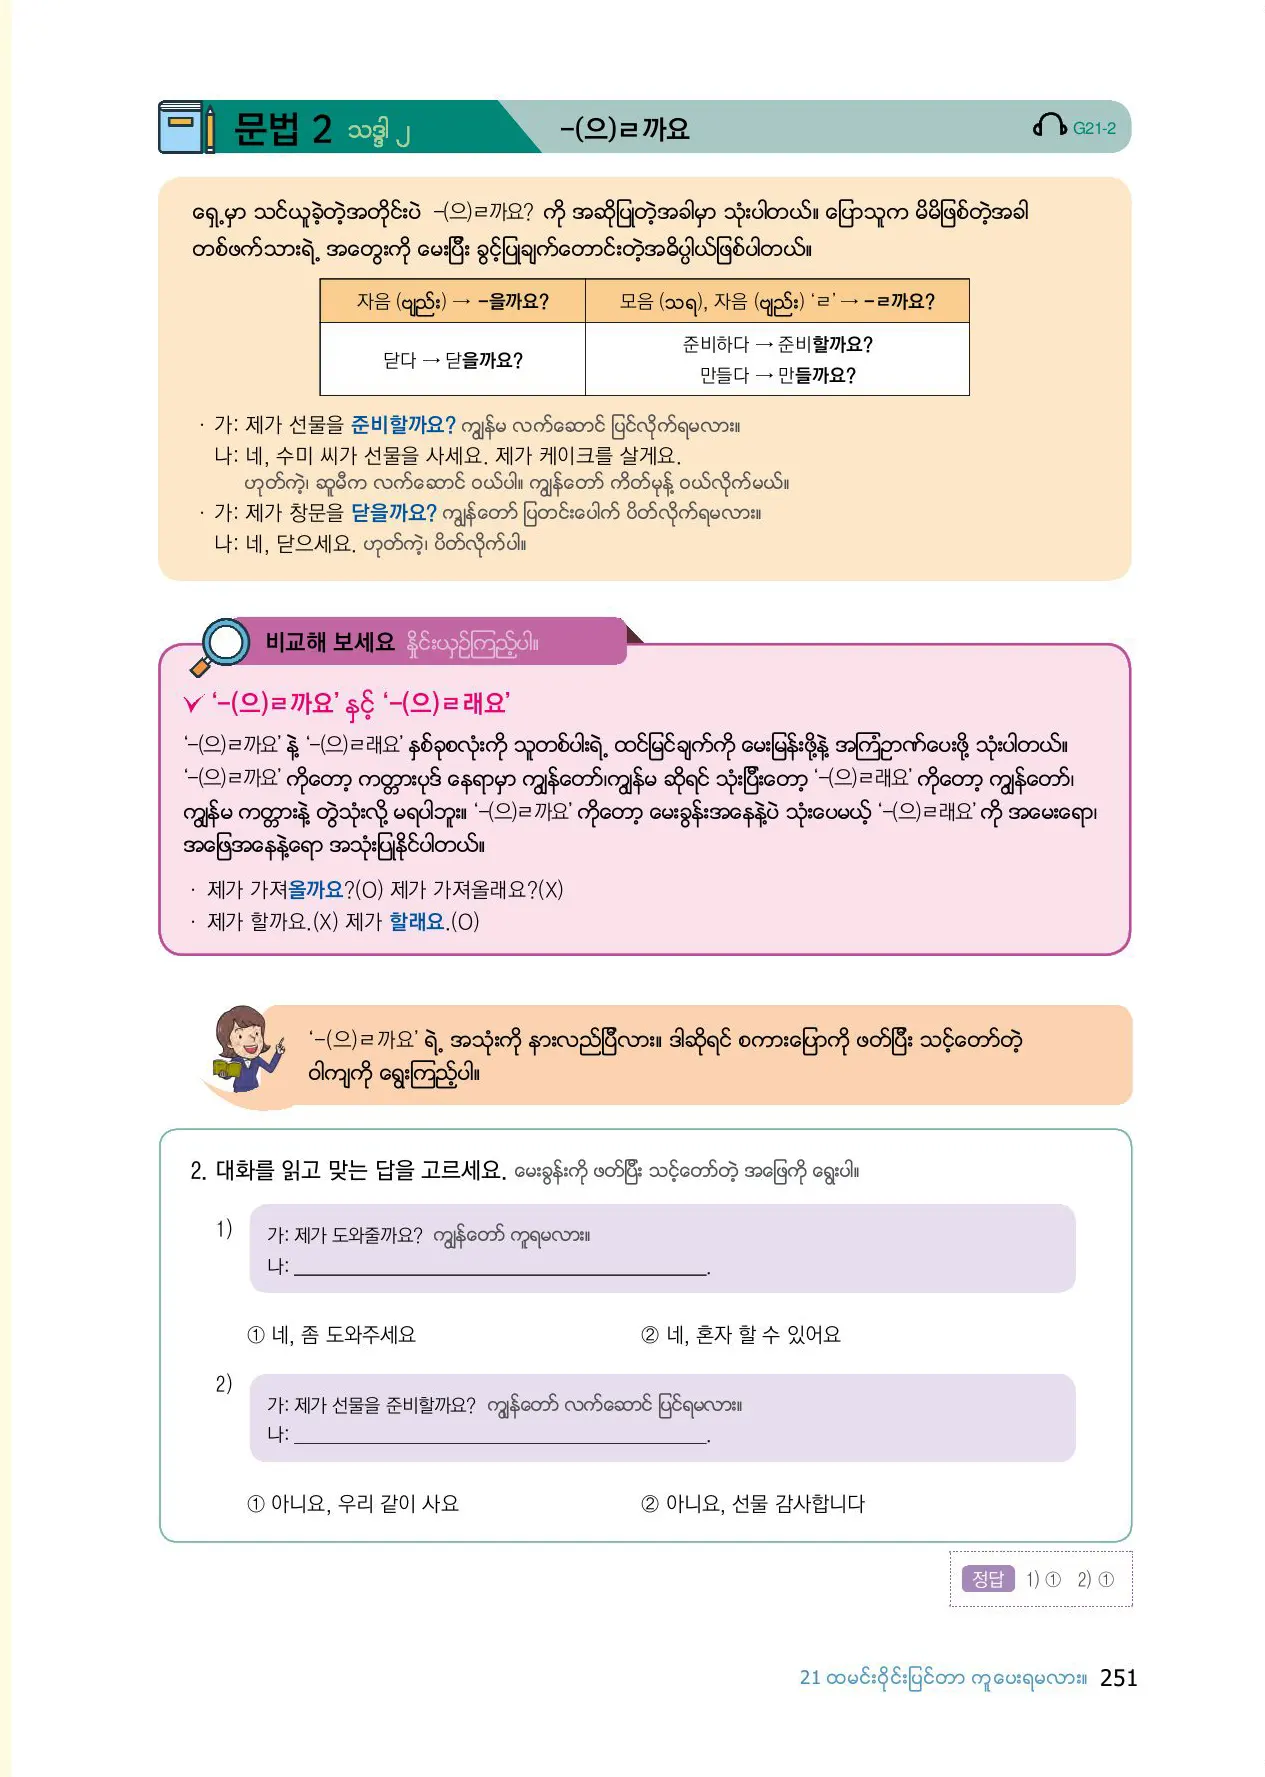 문법 2 သဒ္ဒါ ၂
-(으)ㄹ까요
G21-2
ရှေ့မှာ သင်ယူခဲ့တဲ့အတိုင်းပဲ -(으)ㄹ까요? ကို အဆိုပြုတဲ့အခါမှာ သုံးပါတယ်။ ပြောသူက မိမိဖြစ်တဲ့အခါ
တစ်ဖက်သားရဲ့ အတွေးကို မေးပြီး ခွင့်ပြုချက်တောင်းတဲ့အဓိပ္ပါယ်ဖြစ်ပါတယ်။
자음 (ဗျည်း) → -을까요?
모음 (သရ), 자음 (ဗျည်း) ‘ㄹ’ → -ㄹ까요?
닫다 → 닫을까요?
준비하다 → 준비할까요?
만들다 → 만들까요?
· 가: 제가 선물을 준비할까요? ကျွန်မ လက်ဆောင် ပြင်လိုက်ရမလား။
나: 네, 수미 씨가 선물을 사세요. 제가 케이크를 살게요.
ဟုတ်ကဲ့၊ ဆူမီက လက်ဆောင် ဝယ်ပါ။ ကျွန်တော် ကိတ်မုန့် ဝယ်လိုက်မယ်။
· 가: 제가 창문을 닫을까요? ကျွန်တော် ပြတင်းပေါက် ပိတ်လိုက်ရမလား။
나: 네, 닫으세요. ဟုတ်ကဲ့၊ ပိတ်လိုက်ပါ။
비교해 보세요 နှိုင်းယှဉ်ကြည့်ပါ။
‘-(으)ㄹ까요’ နှင့် ‘-(으)ㄹ래요’
‘-(으)ㄹ까요’ နဲ့ ‘-(으)ㄹ래요’ နှစ်ခုစလုံးကို သူတစ်ပါးရဲ့ ထင်မြင်ချက်ကို မေးမြန်းဖို့နဲ့ အကြံဉာဏ်ပေးဖို့ သုံးပါတယ်။
‘-(으)ㄹ까요’ ကိုတော့ ကတ္တားပုဒ် နေရာမှာ ကျွန်တော်၊ကျွန်မ ဆိုရင် သုံးပြီးတော့ ‘-(으)ㄹ래요’ ကိုတော့ ကျွန်တော်၊
ကျွန်မ ကတ္တားနဲ့ တွဲသုံးလို့ မရပါဘူး။ ‘-(으)ㄹ까요’ ကိုတော့ မေးခွန်းအနေနဲ့ပဲ သုံးပေမယ့် ‘-(으)ㄹ래요’ ကို အမေးရော၊
အဖြေအနေနဲ့ရော အသုံးပြုနိုင်ပါတယ်။
· 제가 가져올까요?(O) 제가 가져올래요?(X)
· 제가 할까요.(X) 제가 할래요.(O)
‘-(으)ㄹ까요’ ရဲ့ အသုံးကို နားလည်ပြီလား။ ဒါဆိုရင် စကားပြောကို ဖတ်ပြီး သင့်တော်တဲ့
ဝါကျကို ရွေးကြည့်ပါ။
2. 대화를 읽고 맞는 답을 고르세요. မေးခွန်းကို ဖတ်ပြီး သင့်တော်တဲ့ အဖြေကို ရွေးပါ။
1)
가: 제가 도와줄까요? ကျွန်တော် ကူရမလား။
나: ____________________.
① 네, 좀 도와주세요 ② 네, 혼자 할 수 있어요
2)
가: 제가 선물을 준비할까요? ကျွန်တော် လက်ဆောင် ပြင်ရမလား။
나: ____________________.
① 아니요, 우리 같이 사요 ② 아니요, 선물 감사합니다
정답 1) ① 2) ①
21 ထမင်းဝိုင်းပြင်တာ ကူပေးရမလား။ 251